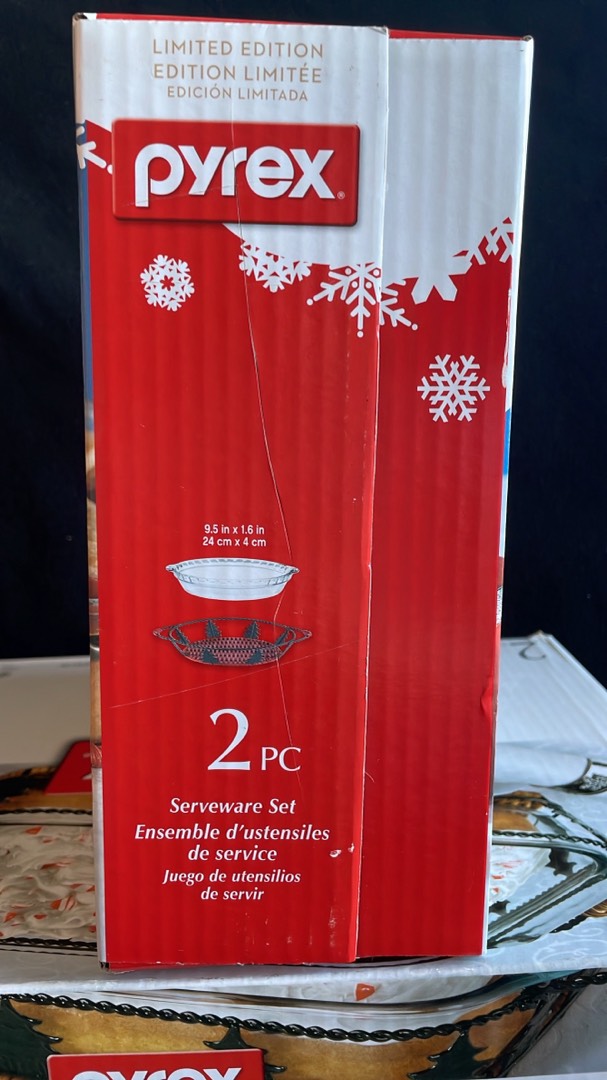 LIMITED EDITION
EDITION LIMITÉE
EDICIÓN LIMITADA
pyrex®
9.5 in x 1.6 in
24 cm x 4 cm
2 PC
Serveware Set
Ensemble d'ustensiles
de service
Juego de utensilios
de servir
pyrex